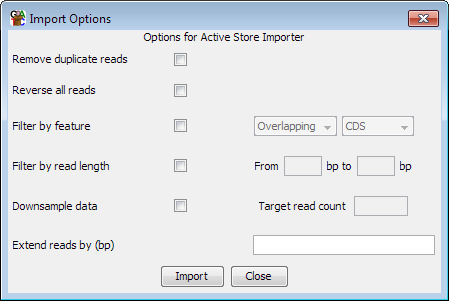 Import Options
Options for Active Store Importer
Remove duplicate reads
Reverse all reads
Filter by feature Overlapping CDS
Filter by read length From bp to bp
Downsample data Target read count
Extend reads by (bp)
Import Close